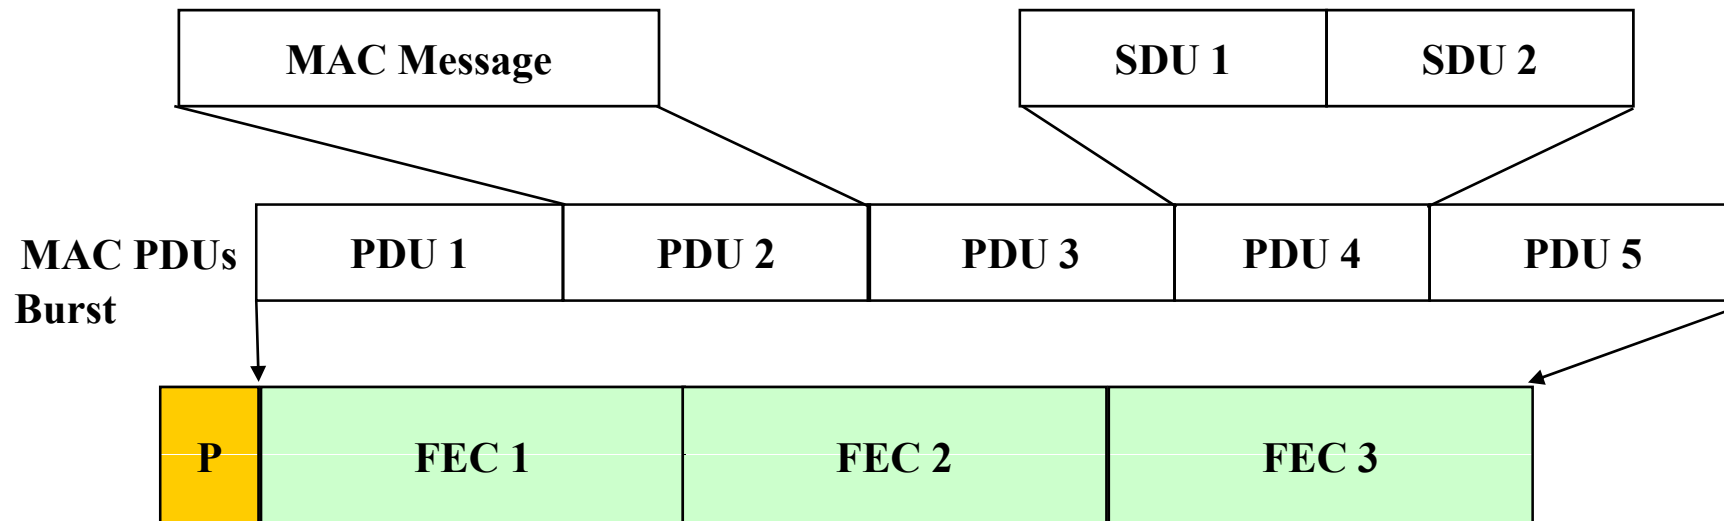 MAC Message
SDU 1
SDU 2
MAC PDUs
Burst
PDU 1
PDU 2
PDU 3
PDU 4
PDU 5
P
FEC 1
FEC 2
FEC 3